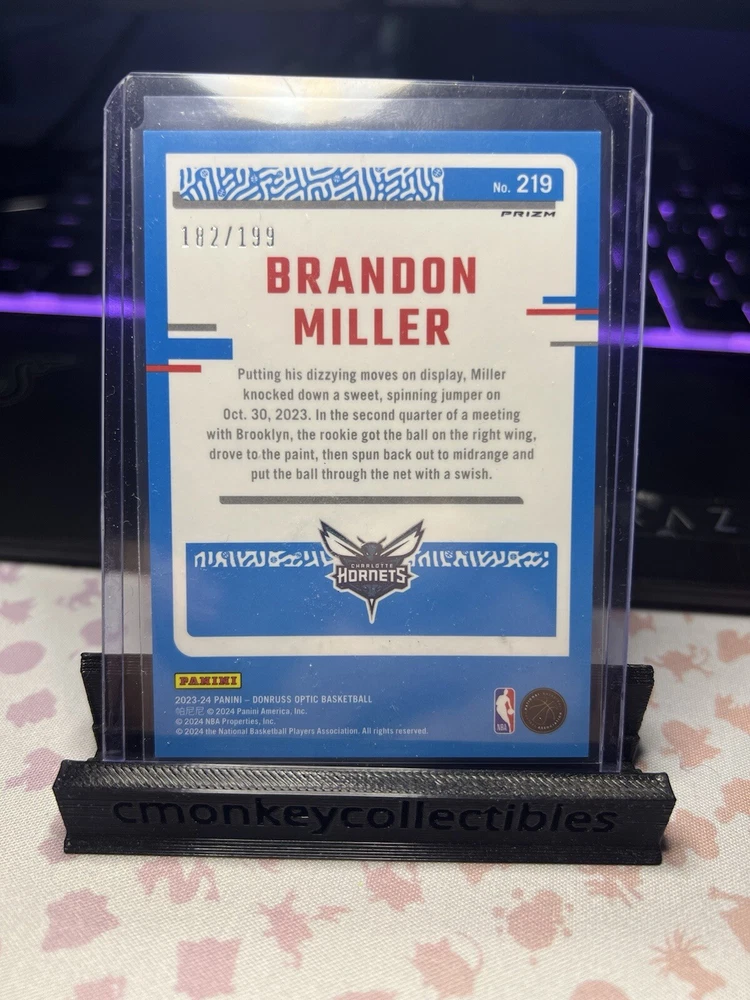 No. 219
PRIZM
182/199
BRANDON
MILLER
Putting his dizzying moves on display, Miller
knocked down a sweet, spinning jumper on
Oct. 30, 2023. In the second quarter of a meeting
with Brooklyn, the rookie got the ball on the right wing,
drove to the paint, then spun back out to midrange and
put the ball through the net with a swish.
CHARLOTTE
HORNETS
PANINI
2023-24 PANINI – DONRUSS OPTIC BASKETBALL
帕尼尼 © 2024 Panini America, Inc.
© 2024 NBA Properties, Inc.
© 2024 the National Basketball Players Association. All rights reserved.
NBA
cmonkeycollectibles